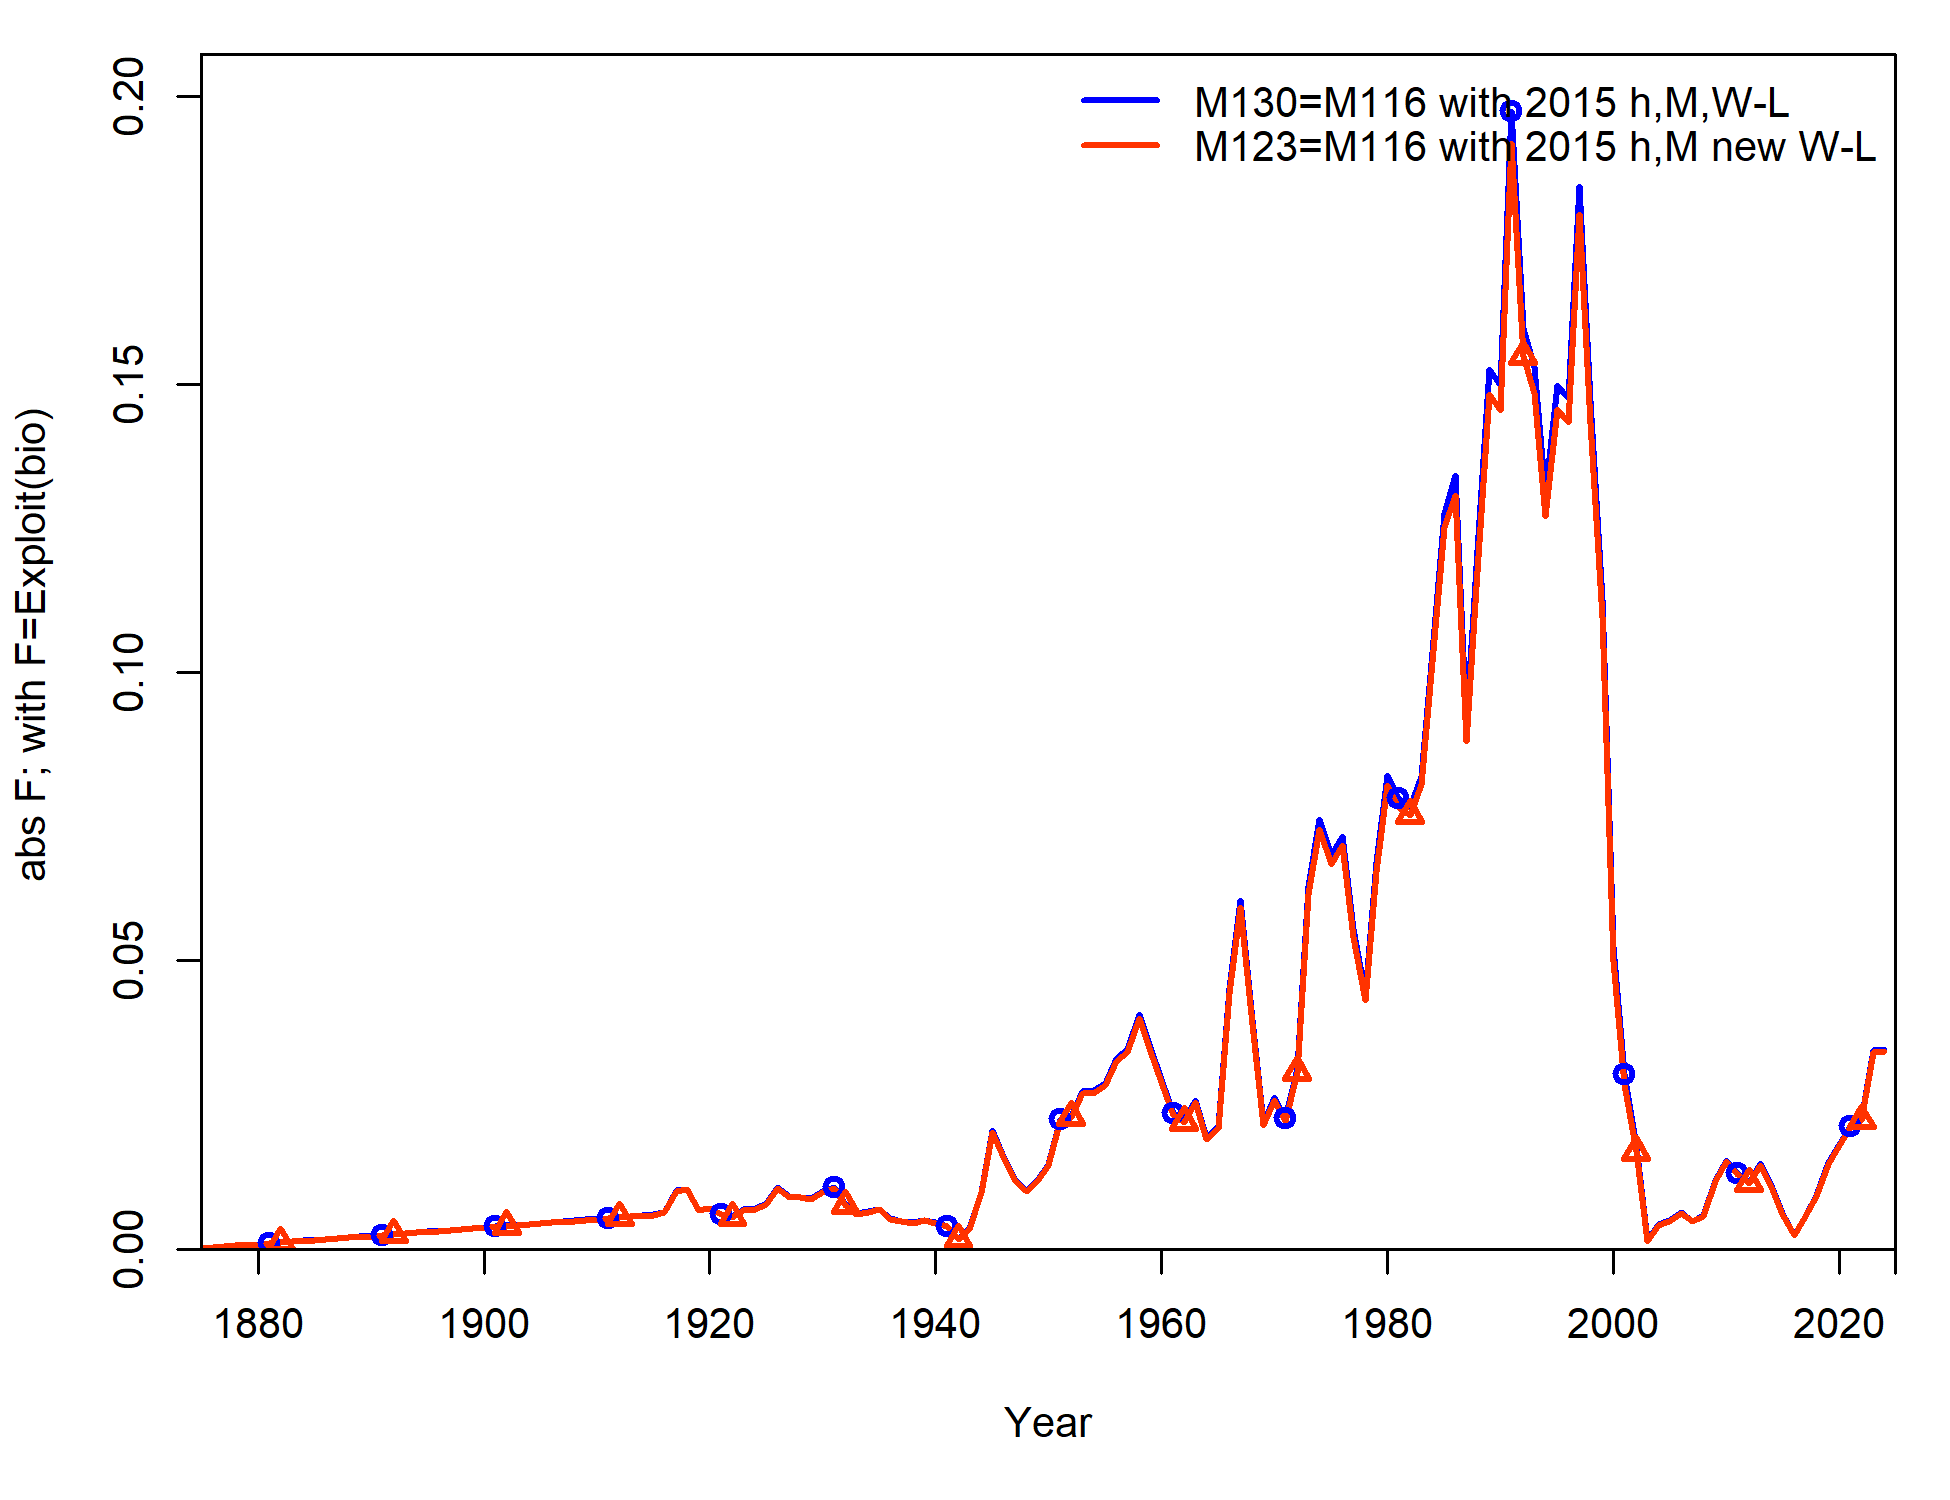 M130=M116 with 2015 h,M,W-L
M123=M116 with 2015 h,M new W-L
abs F; with F=Exploit(bio)
0.20
0.15
0.10
0.05
0.00
1880 1900 1920 1940 1960 1980 2000 2020
Year